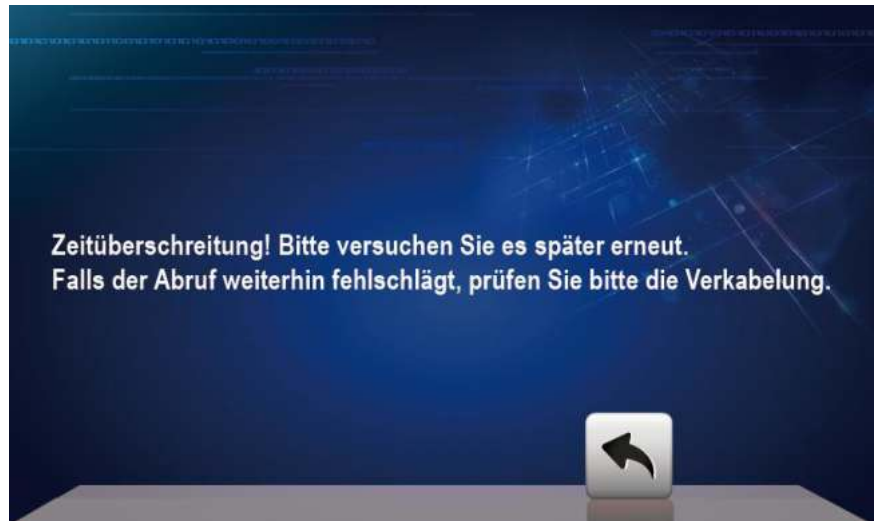 Zeitüberschreitung! Bitte versuchen Sie es später erneut.
Falls der Abruf weiterhin fehlschlägt, prüfen Sie bitte die Verkabelung.